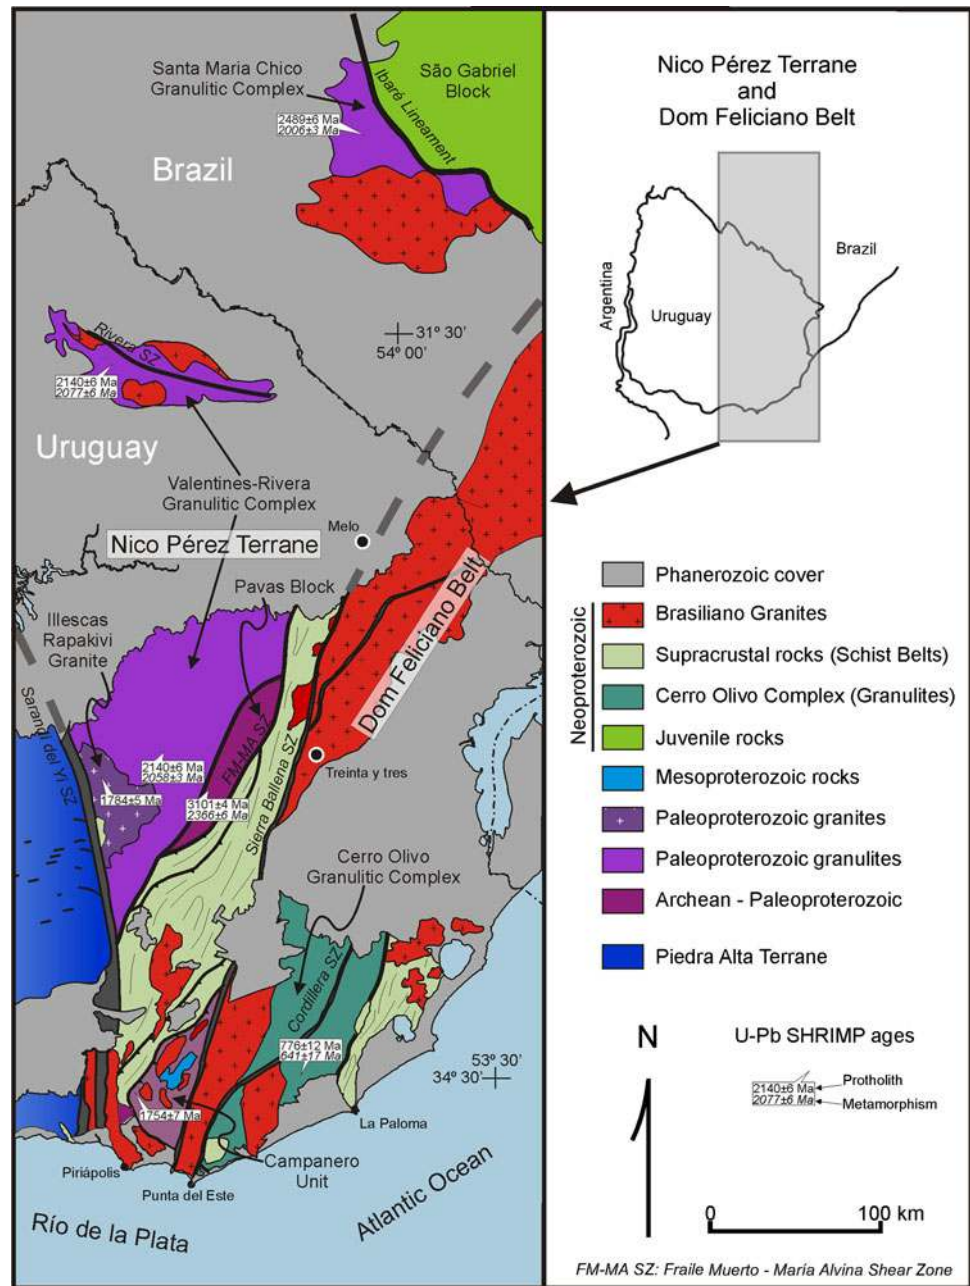 Santa Maria Chico
Granulitic Complex
São Gabriel
Block
Ibaré Lineament
2489±6 Ma
2006±3 Ma
Brazil
31º 30'
54º 00'
Rivera SZ
2140±6 Ma
2077±6 Ma
Uruguay
Valentines-Rivera
Granulitic Complex
Melo
Nico Pérez Terrane
Pavas Block
Illescas
Rapakivi
Granite
Dom Feliciano Belt
Sarandí del Yí SZ
FM-MA SZ
Sierra Ballena SZ
2140±6 Ma
2058±3 Ma
1784±5 Ma
3101±4 Ma
2366±6 Ma
Treinta y tres
Cerro Olivo
Granulitic Complex
Cordillera SZ
776±12 Ma
641±17 Ma
53º 30'
34º 30'
1754±7 Ma
La Paloma
Campanero
Unit
Piriápolis
Punta del Este
Atlantic Ocean
Río de la Plata
Nico Pérez Terrane
and
Dom Feliciano Belt
Argentina
Uruguay
Brazil
Phanerozoic cover
Neoproterozoic
Brasiliano Granites
Supracrustal rocks (Schist Belts)
Cerro Olivo Complex (Granulites)
Juvenile rocks
Mesoproterozoic rocks
Paleoproterozoic granites
Paleoproterozoic granulites
Archean - Paleoproterozoic
Piedra Alta Terrane
N
U-Pb SHRIMP ages
2140±6 Ma
2077±6 Ma
Protholith
Metamorphism
0
100 km
FM-MA SZ: Fraile Muerto - María Alvina Shear Zone